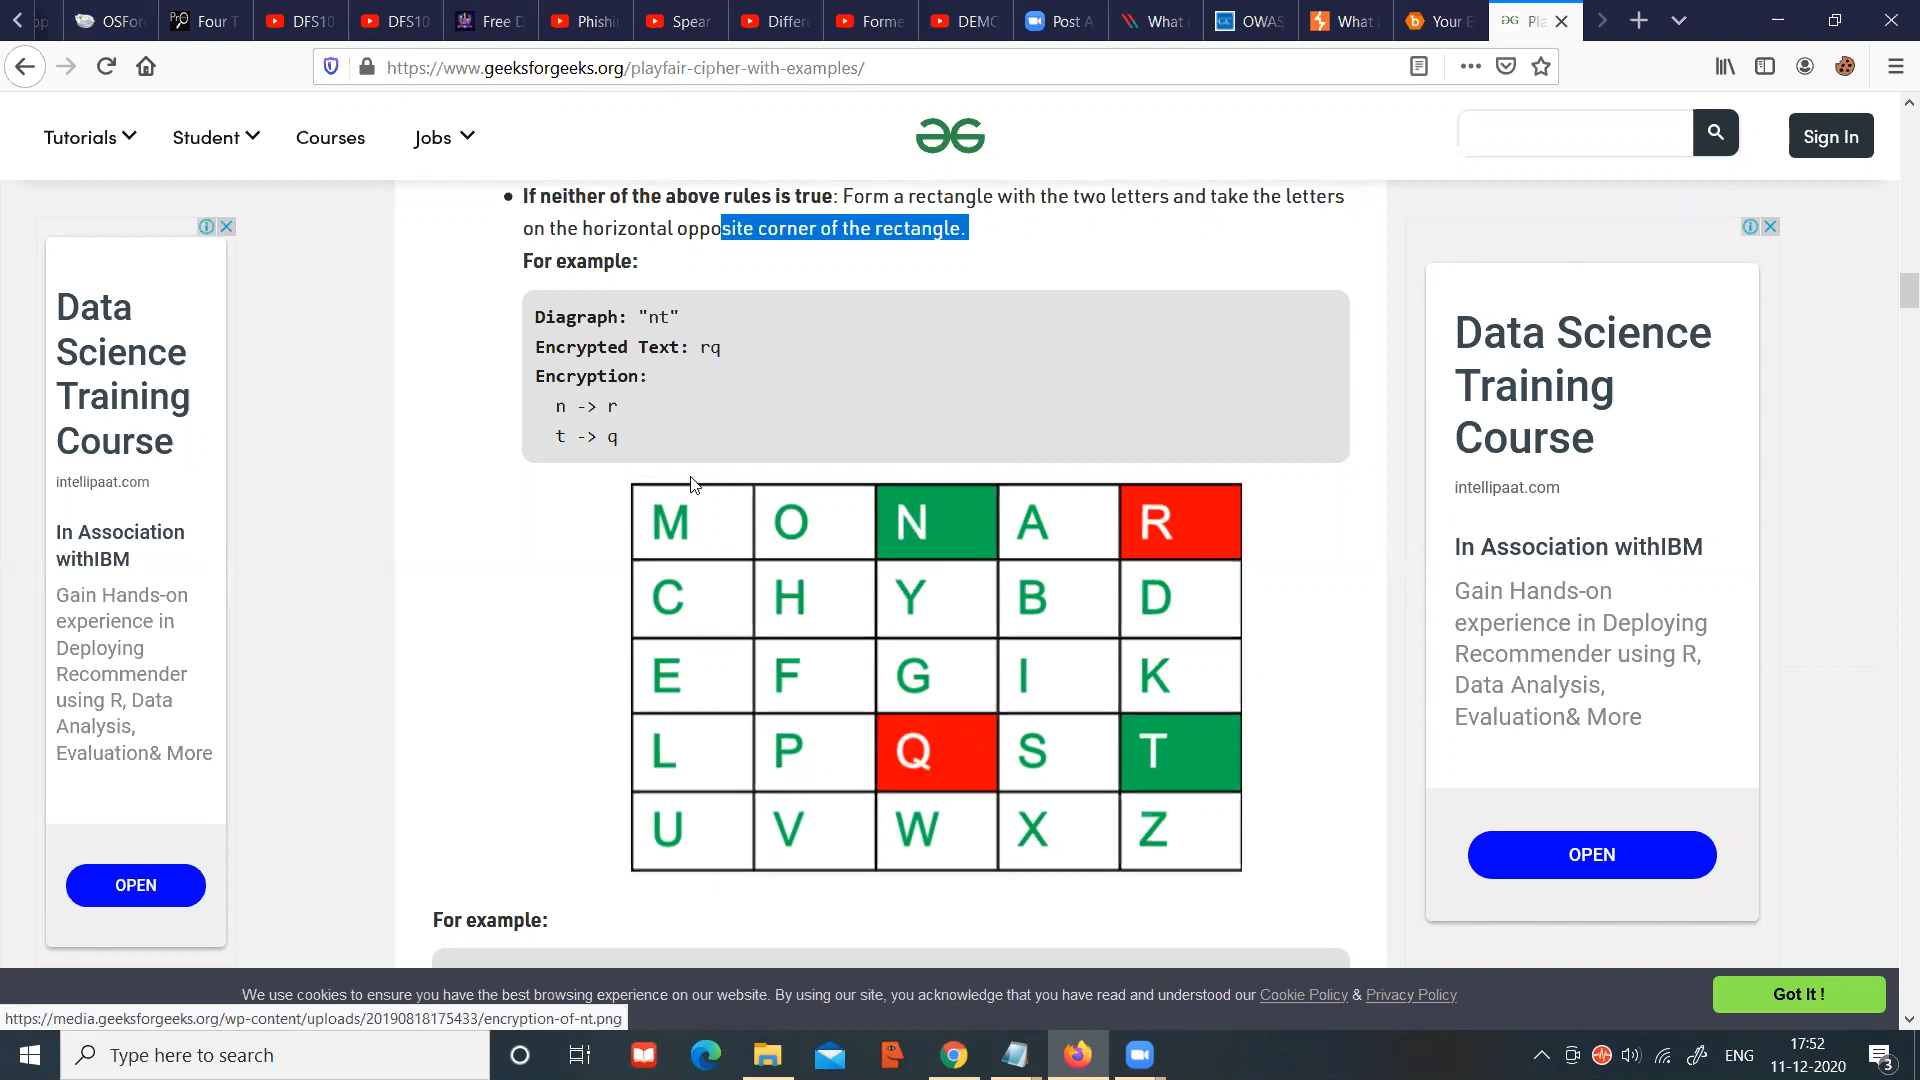 OSFor
Four T
DFS10
DFS10
Free D
Phishi
Spear
Differe
Forme
DEMO
Post A
What i
OWAS
What i
Your E
Pla
https://www.geeksforgeeks.org/playfair-cipher-with-examples/
Tutorials
Student
Courses
Jobs
Sign In
• If neither of the above rules is true: Form a rectangle with the two letters and take the letters
on the horizontal opposite corner of the rectangle.
For example:
Diagraph: "nt"
Encrypted Text: rq
Encryption:
n -> r
t -> q
M O N A R
C H Y B D
E F G I K
L P Q S T
U V W X Z
For example:
Data
Science
Training
Course
intellipaat.com
In Association
withIBM
Gain Hands-on
experience in
Deploying
Recommender
using R, Data
Analysis,
Evaluation& More
OPEN
Data Science
Training
Course
intellipaat.com
In Association withIBM
Gain Hands-on
experience in Deploying
Recommender using R,
Data Analysis,
Evaluation& More
OPEN
We use cookies to ensure you have the best browsing experience on our website. By using our site, you acknowledge that you have read and understood our Cookie Policy & Privacy Policy
Got It !
https://media.geeksforgeeks.org/wp-content/uploads/20190818175433/encryption-of-nt.png
Type here to search
ENG
17:52
11-12-2020
3